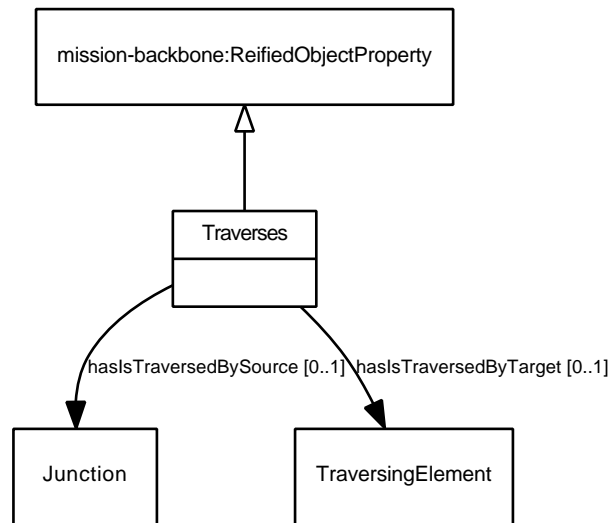 mission-backbone:ReifiedObjectProperty
Traverses
hasIsTraversedBySource [0..1]
hasIsTraversedByTarget [0..1]
Junction
TraversingElement